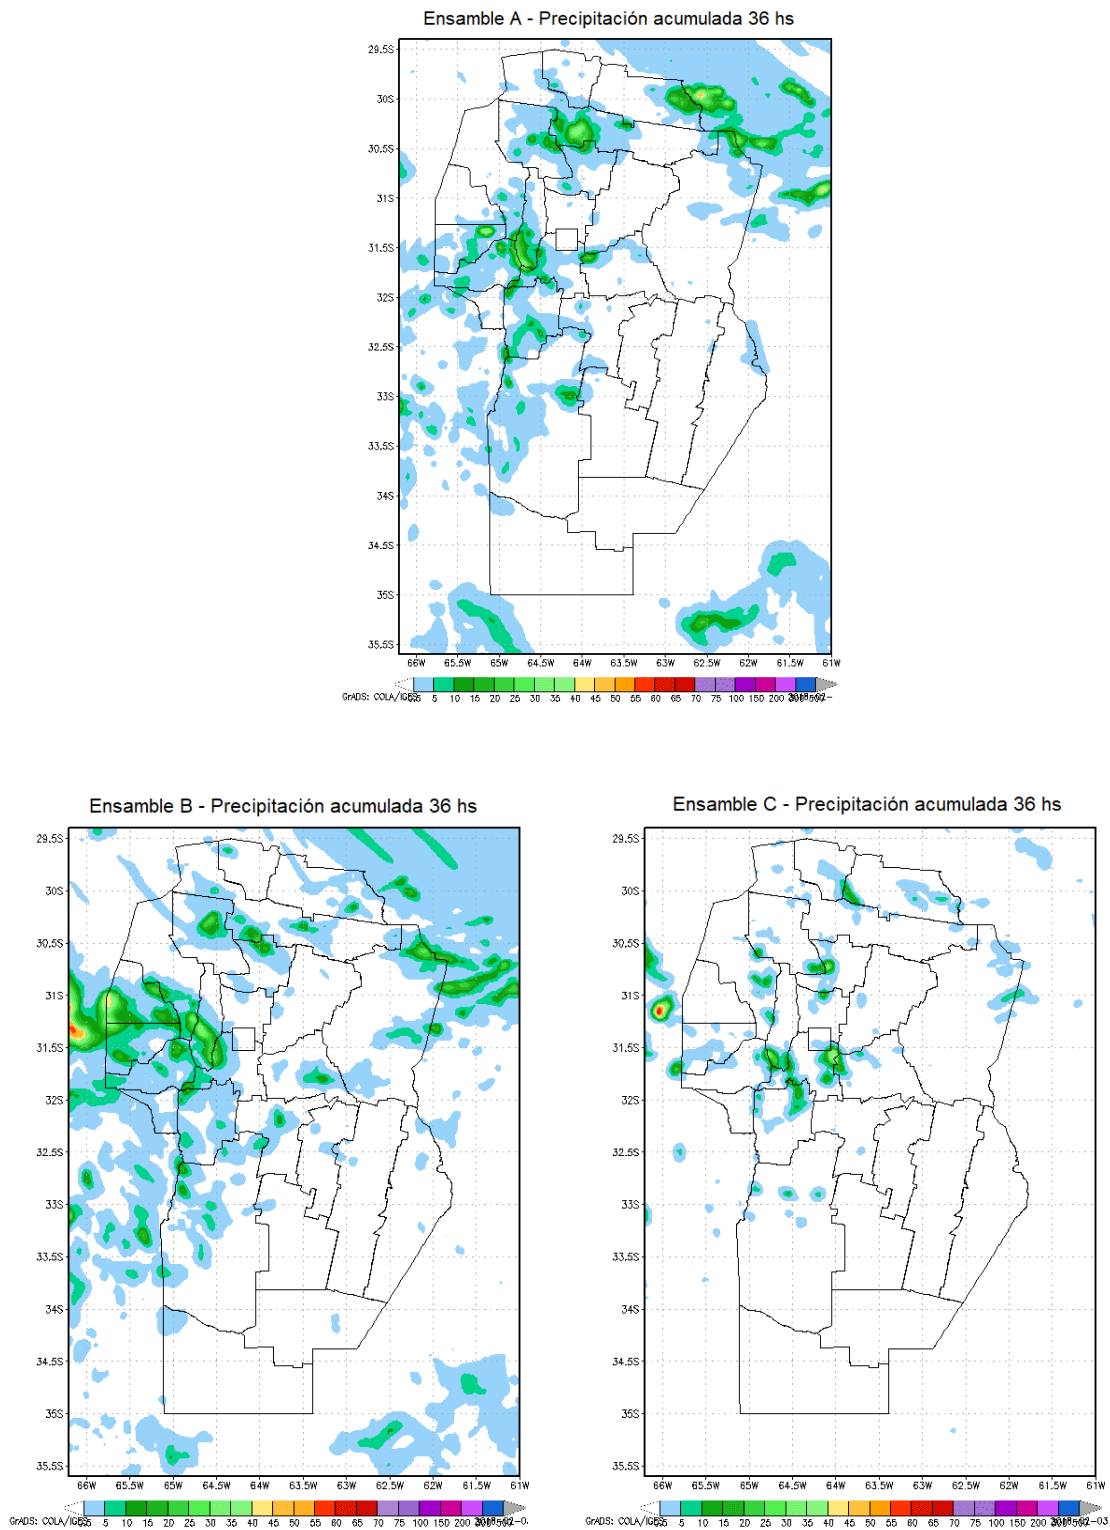 Ensamble A - Precipitación acumulada 36 hs
29.5S
30S
30.5S
31S
31.5S
32S
32.5S
33S
33.5S
34S
34.5S
35S
35.5S
66W 65.5W 65W 64.5W 64W 63.5W 63W 62.5W 62W 61.5W 61W
5 10 15 20 25 30 35 40 45 50 55 60 65 70 75 100 150 200
GrADS: COLA/IGES
Ensamble B - Precipitación acumulada 36 hs
29.5S
30S
30.5S
31S
31.5S
32S
32.5S
33S
33.5S
34S
34.5S
35S
35.5S
66W 65.5W 65W 64.5W 64W 63.5W 63W 62.5W 62W 61.5W 61W
5 10 15 20 25 30 35 40 45 50 55 60 65 70 75 100 150 200
GrADS: COLA/IGES
Ensamble C - Precipitación acumulada 36 hs
29.5S
30S
30.5S
31S
31.5S
32S
32.5S
33S
33.5S
34S
34.5S
35S
35.5S
66W 65.5W 65W 64.5W 64W 63.5W 63W 62.5W 62W 61.5W 61W
5 10 15 20 25 30 35 40 45 50 55 60 65 70 75 100 150 200
GrADS: COLA/IGES